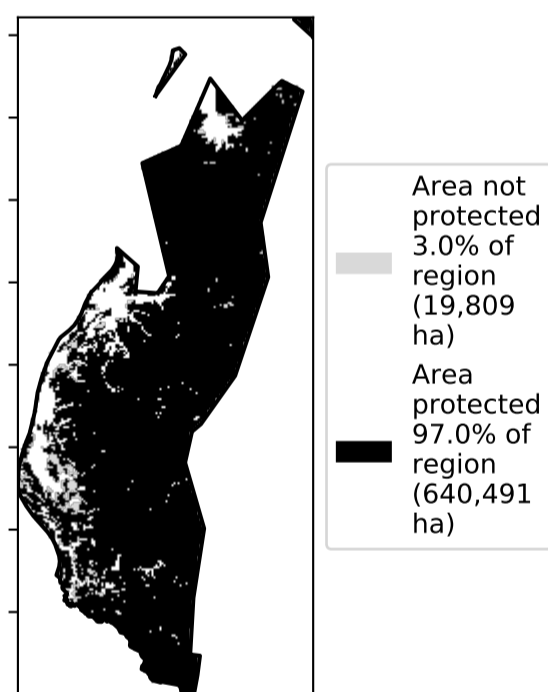 Area not
protected
3.0% of
region
(19,809
ha)
Area
protected
97.0% of
region
(640,491
ha)